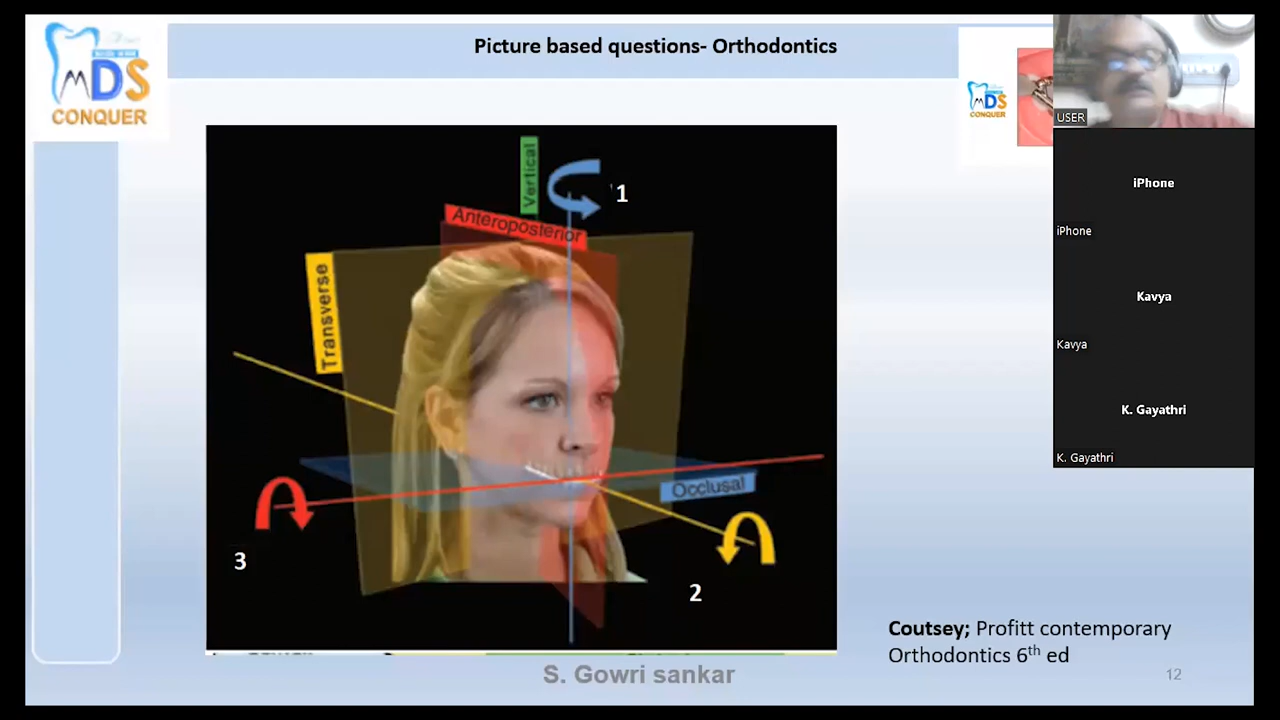 Picture based questions- Orthodontics
MDS
CONQUER
MDS
CONQUER
USER
iPhone
iPhone
Kavya
Kavya
K. Gayathri
K. Gayathri
Vertical
1
Anteroposterior
Transverse
Occlusal
3
2
Coutsey; Profitt contemporary
Orthodontics 6th ed
S. Gowri sankar
12